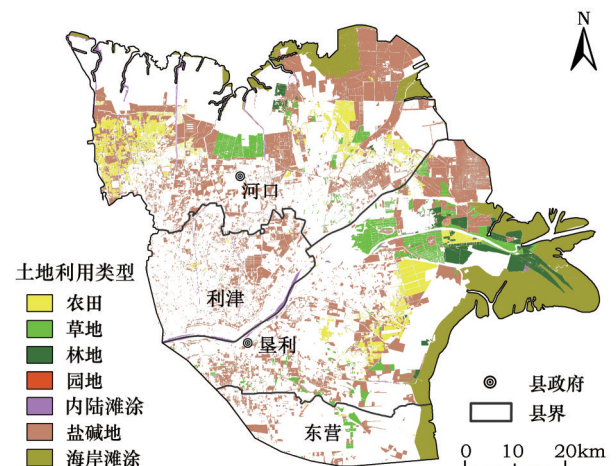 N
河口
利津
垦利
东营
土地利用类型
农田
草地
林地
园地
内陆滩涂
盐碱地
海岸滩涂
县政府
县界
0 10 20km